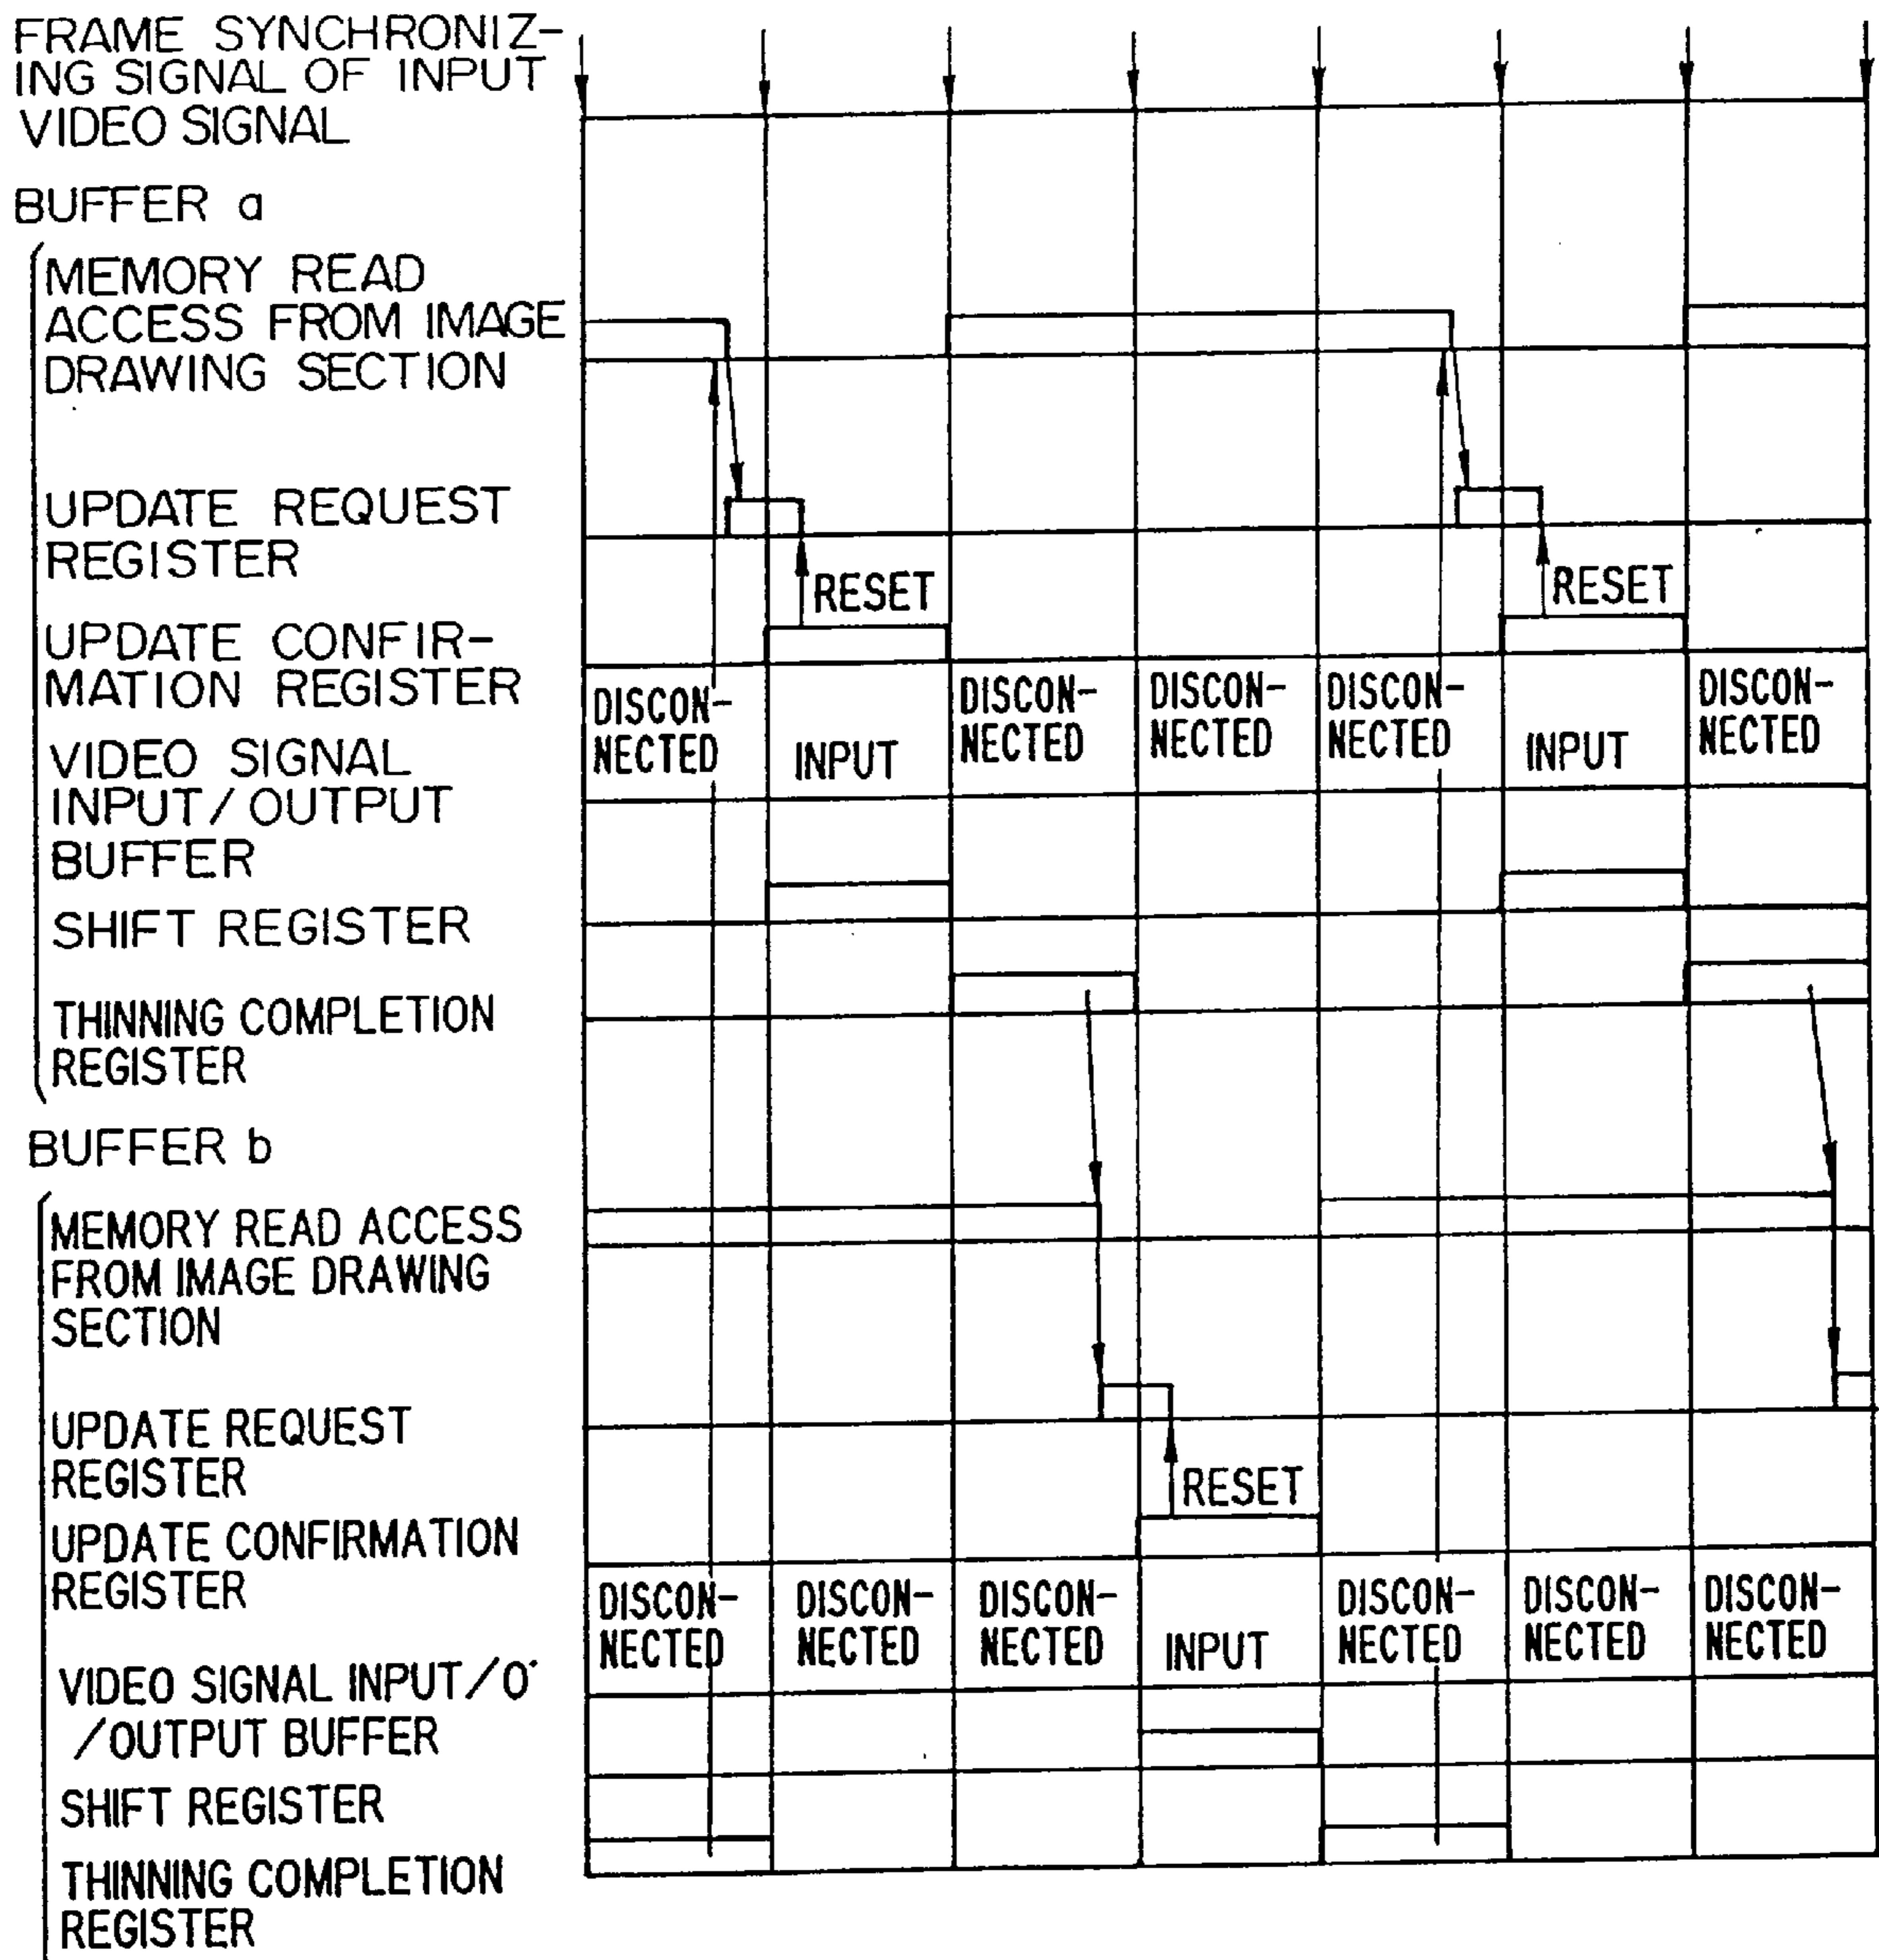 FRAME SYNCHRONIZ-
ING SIGNAL OF INPUT
VIDEO SIGNAL
BUFFER a
MEMORY READ
ACCESS FROM IMAGE
DRAWING SECTION
UPDATE REQUEST
REGISTER
RESET
RESET
UPDATE CONFIR-
MATION REGISTER
DISCON-
NECTED
INPUT
DISCON-
NECTED
DISCON-
NECTED
DISCON-
NECTED
INPUT
DISCON-
NECTED
VIDEO SIGNAL
INPUT/OUTPUT
BUFFER
SHIFT REGISTER
THINNING COMPLETION
REGISTER
BUFFER b
MEMORY READ ACCESS
FROM IMAGE DRAWING
SECTION
UPDATE REQUEST
REGISTER
RESET
UPDATE CONFIRMATION
REGISTER
DISCON-
NECTED
DISCON-
NECTED
DISCON-
NECTED
INPUT
DISCON-
NECTED
DISCON-
NECTED
DISCON-
NECTED
VIDEO SIGNAL INPUT/O
/OUTPUT BUFFER
SHIFT REGISTER
THINNING COMPLETION
REGISTER